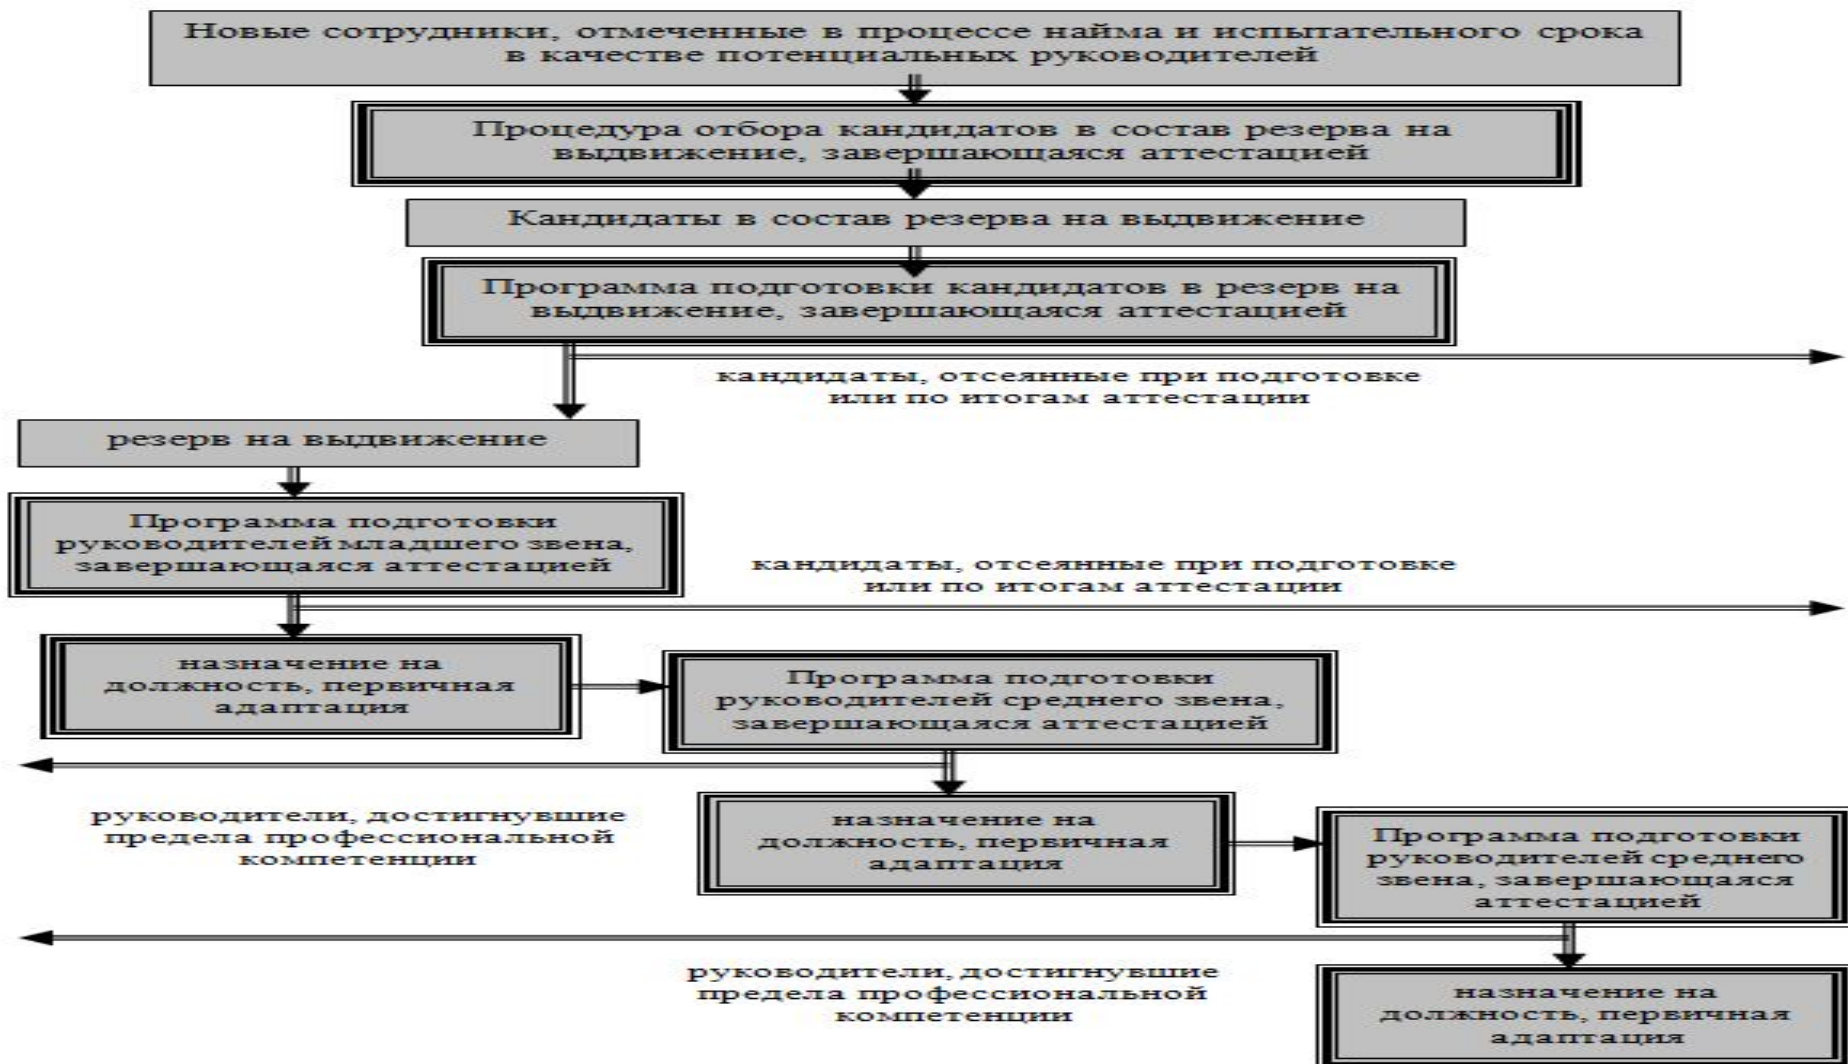 Новые сотрудники, отмеченные в процессе найма и испытательного срока
в качестве потенциальных руководителей
Процедура отбора кандидатов в состав резерва на
выдвижение, завершающаяся аттестацией
Кандидаты в состав резерва на выдвижение
Программа подготовки кандидатов в резерв на
выдвижение, завершающаяся аттестацией
кандидаты, отсеянные при подготовке
или по итогам аттестации
резерв на выдвижение
Программа подготовки
руководителей младшего звена,
завершающаяся аттестацией
кандидаты, отсеянные при подготовке
или по итогам аттестации
назначение на
должность, первичная
адаптация
Программа подготовки
руководителей среднего звена,
завершающаяся аттестацией
руководители, достигнувшие
предела профессиональной
компетенции
назначение на
должность, первичная
адаптация
Программа подготовки
руководителей среднего
звена, завершающаяся
аттестацией
руководители, достигнувшие
предела профессиональной
компетенции
назначение на
должность, первичная
адаптация